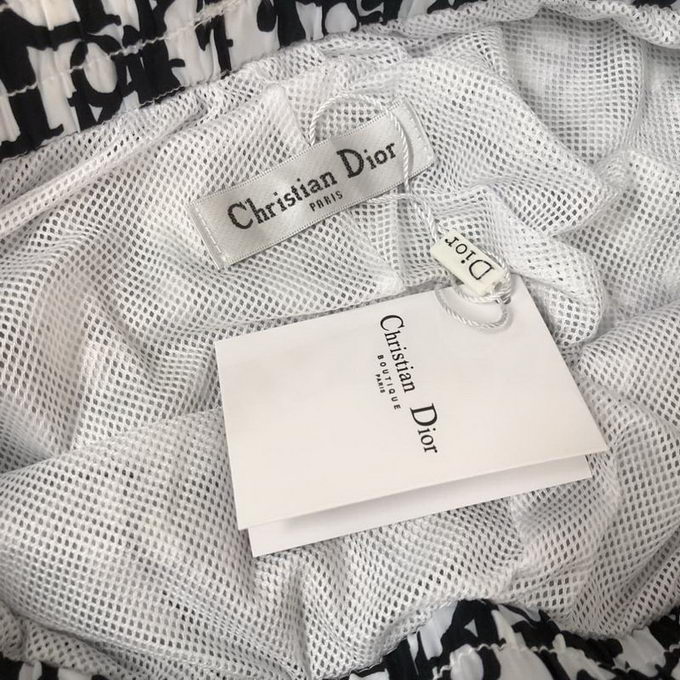 Christian Dior
PARIS
Dior
Christian Dior
BOUTIQUE
PARIS